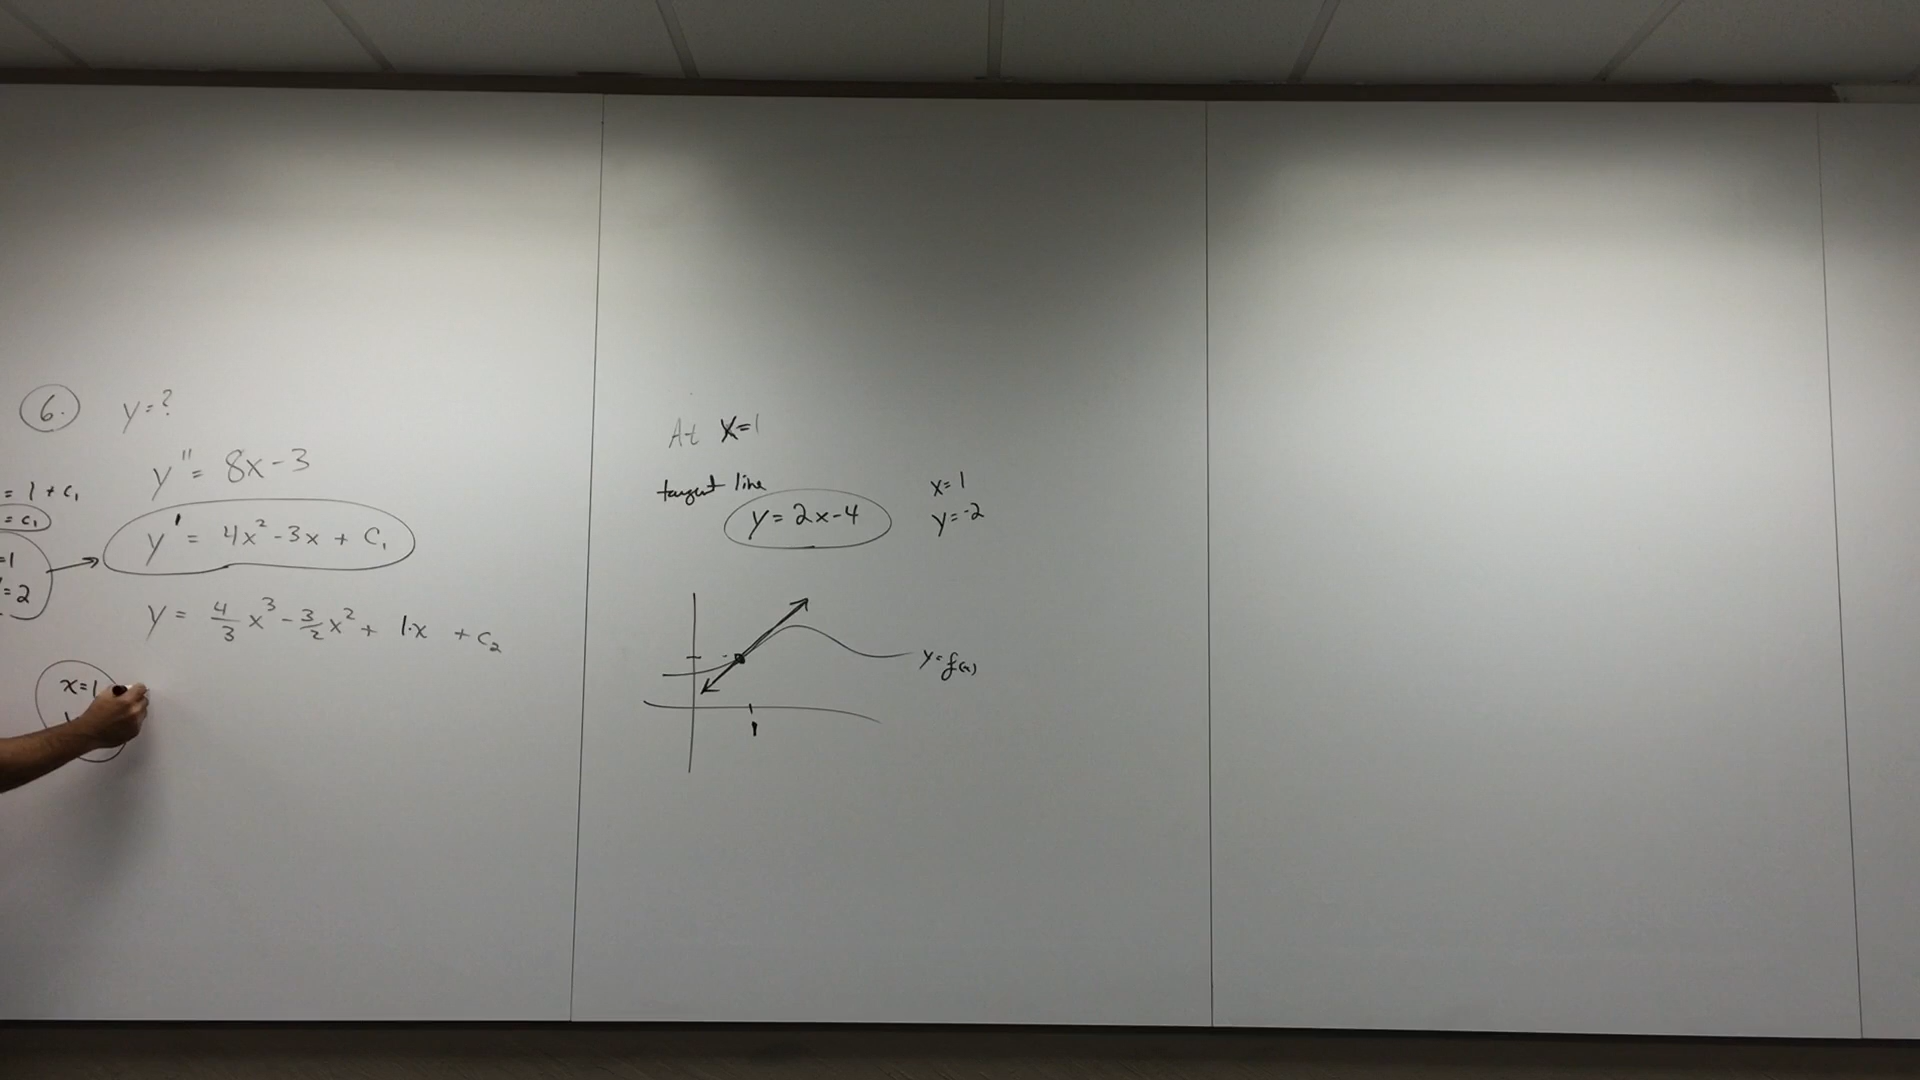 6. y=?
y" = 8x-3
= 1 + C₁
= C₁
y' = 4x² - 3x + C₁
=1
=2
y = 4/3 x³ - 3/2 x² + 1·x + C₂
x=1
At x=1
tangent line
y = 2x-4
x=1
y=-2
y=f(x)
1